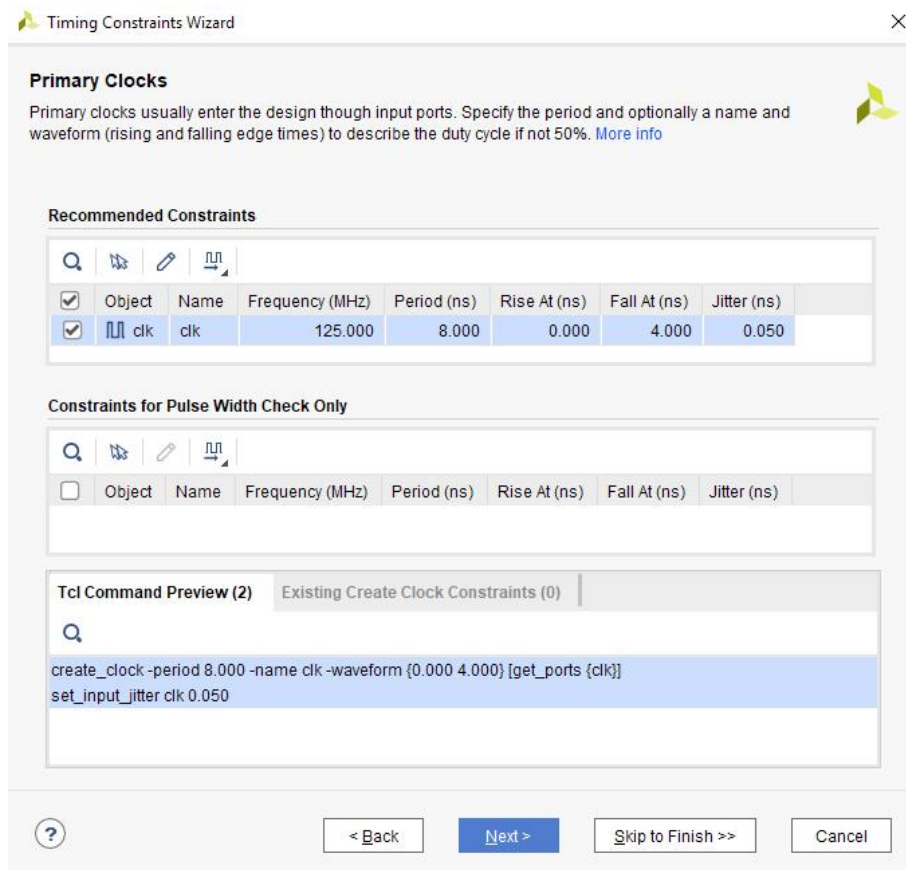 Timing Constraints Wizard
Primary Clocks
Primary clocks usually enter the design though input ports. Specify the period and optionally a name and
waveform (rising and falling edge times) to describe the duty cycle if not 50%. More info
Recommended Constraints
Object Name Frequency (MHz) Period (ns) Rise At (ns) Fall At (ns) Jitter (ns)
clk clk 125.000 8.000 0.000 4.000 0.050
Constraints for Pulse Width Check Only
Object Name Frequency (MHz) Period (ns) Rise At (ns) Fall At (ns) Jitter (ns)
Tcl Command Preview (2) Existing Create Clock Constraints (0)
create_clock -period 8.000 -name clk -waveform {0.000 4.000} [get_ports {clk}]
set_input_jitter clk 0.050
? < Back Next > Skip to Finish >> Cancel